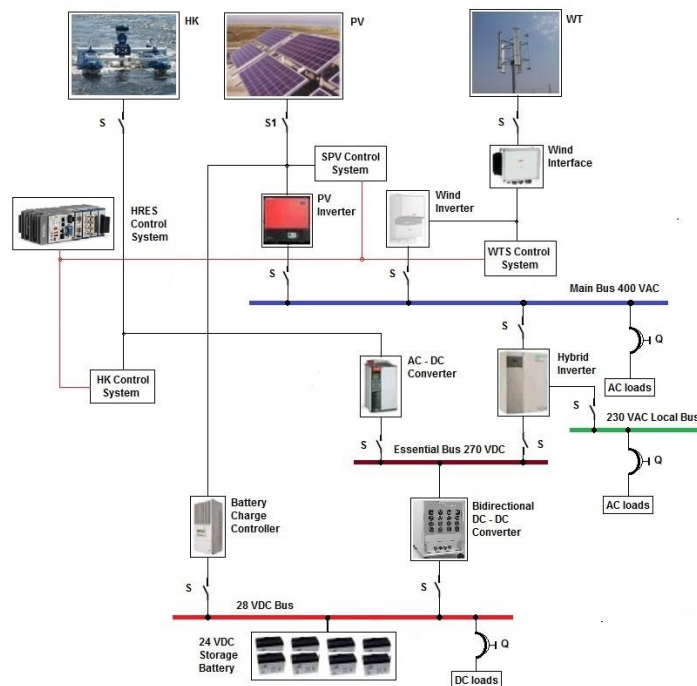 HK
PV
WT
S
S1
S
SPV Control
System
Wind
Interface
HRES
Control
System
PV
Inverter
Wind
Inverter
WTS Control
System
S
S
Main Bus 400 VAC
S
Q
HK Control
System
AC - DC
Converter
Hybrid
Inverter
AC loads
S
230 VAC Local Bus
S
Essential Bus 270 VDC
S
Q
Battery
Charge
Controller
Bidirectional
DC - DC
Converter
AC loads
S
S
28 VDC Bus
24 VDC
Storage
Battery
Q
DC loads